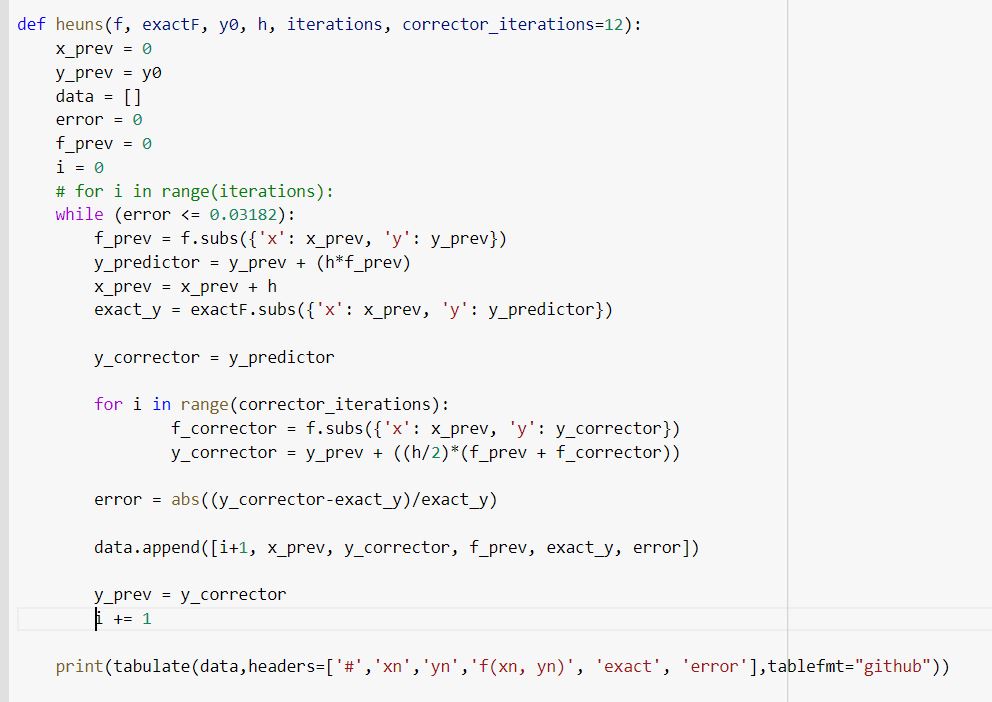 def heuns(f, exactF, y0, h, iterations, corrector_iterations=12):
    x_prev = 0
    y_prev = y0
    data = []
    error = 0
    f_prev = 0
    i = 0
    # for i in range(iterations):
    while (error <= 0.03182):
        f_prev = f.subs({'x': x_prev, 'y': y_prev})
        y_predictor = y_prev + (h*f_prev)
        x_prev = x_prev + h
        exact_y = exactF.subs({'x': x_prev, 'y': y_predictor})

        y_corrector = y_predictor

        for i in range(corrector_iterations):
                f_corrector = f.subs({'x': x_prev, 'y': y_corrector})
                y_corrector = y_prev + ((h/2)*(f_prev + f_corrector))

        error = abs((y_corrector-exact_y)/exact_y)

        data.append([i+1, x_prev, y_corrector, f_prev, exact_y, error])

        y_prev = y_corrector
        i += 1

    print(tabulate(data,headers=['#','xn','yn','f(xn, yn)', 'exact', 'error'],tablefmt="github"))